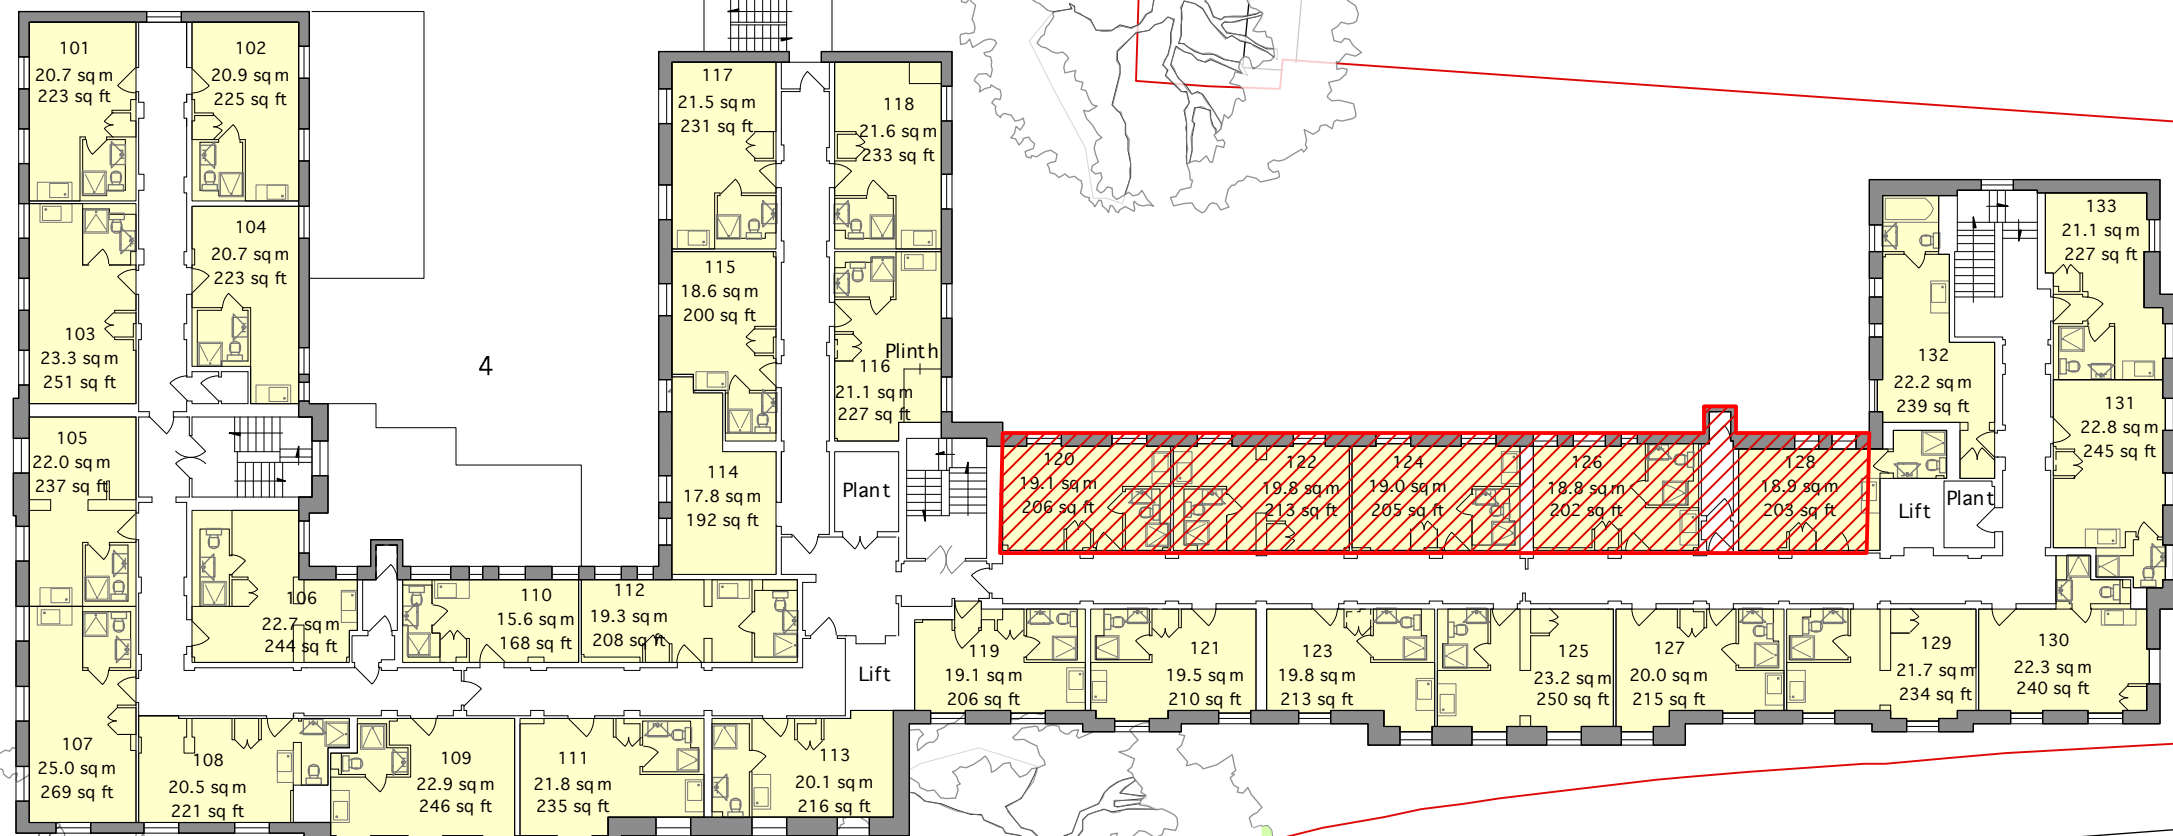 101
20.7 sq m
223 sq ft
102
20.9 sq m
225 sq ft
103
23.3 sq m
251 sq ft
104
20.7 sq m
223 sq ft
105
22.0 sq m
237 sq ft
106
22.7 sq m
244 sq ft
107
25.0 sq m
269 sq ft
108
20.5 sq m
221 sq ft
109
22.9 sq m
246 sq ft
110
15.6 sq m
168 sq ft
111
21.8 sq m
235 sq ft
112
19.3 sq m
208 sq ft
113
20.1 sq m
216 sq ft
4
117
21.5 sq m
231 sq ft
118
21.6 sq m
233 sq ft
115
18.6 sq m
200 sq ft
Plinth
116
21.1 sq m
227 sq ft
114
17.8 sq m
192 sq ft
Plant
Lift
120
19.1 sq m
206 sq ft
122
19.8 sq m
213 sq ft
124
19.0 sq m
205 sq ft
126
18.8 sq m
202 sq ft
128
18.9 sq m
203 sq ft
119
19.1 sq m
206 sq ft
121
19.5 sq m
210 sq ft
123
19.8 sq m
213 sq ft
125
23.2 sq m
250 sq ft
127
20.0 sq m
215 sq ft
129
21.7 sq m
234 sq ft
130
22.3 sq m
240 sq ft
133
21.1 sq m
227 sq ft
132
22.2 sq m
239 sq ft
131
22.8 sq m
245 sq ft
Lift
Plant